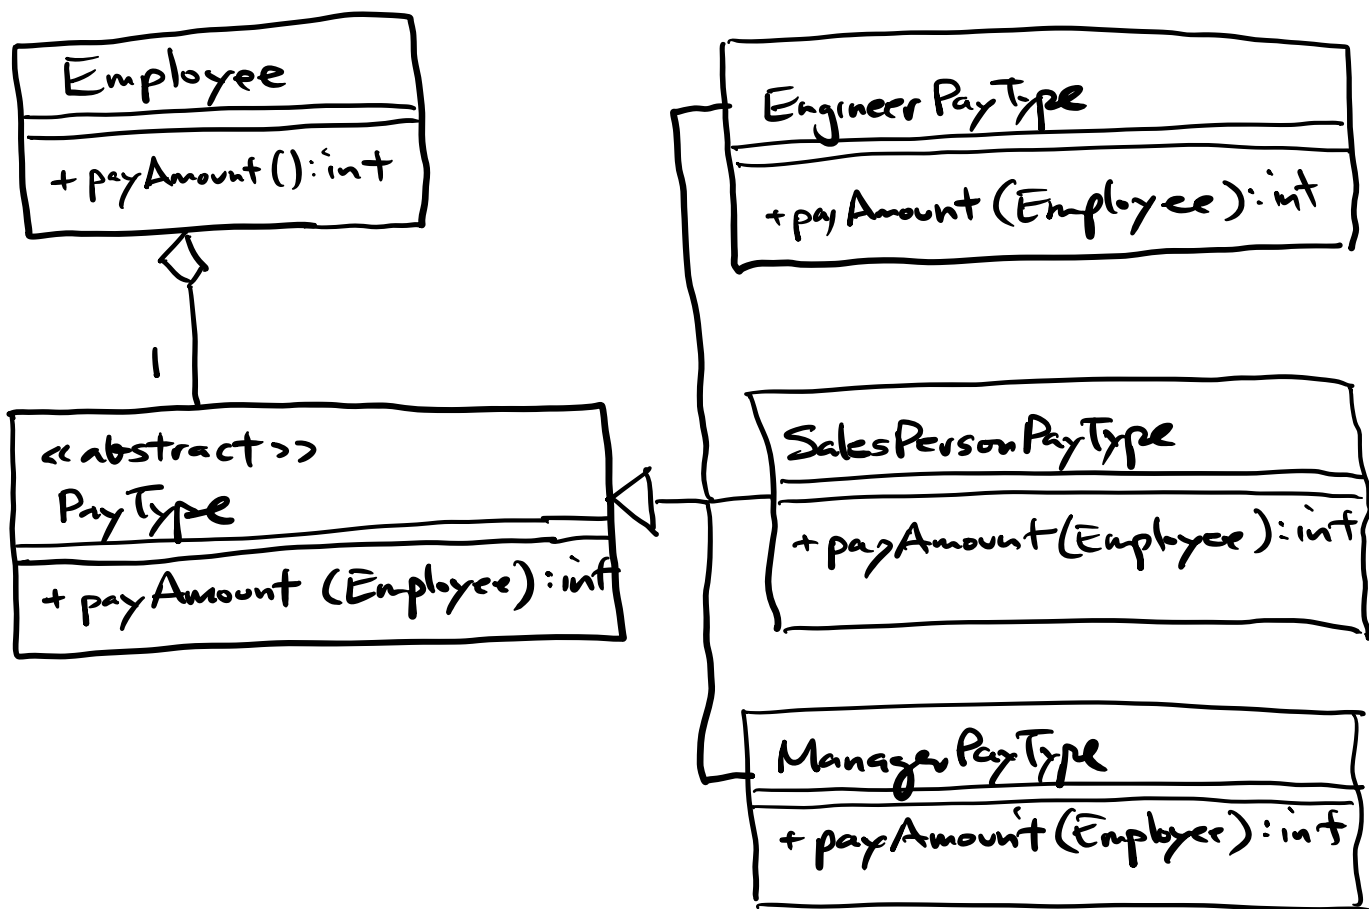 Employee
+ payAmount():int
1
<<abstract>>
PayType
+ payAmount (Employee):int
EngineerPayType
+ payAmount (Employee):int
SalesPersonPayType
+ payAmount(Employee):int
ManagerPayType
+ payAmount(Employee):int